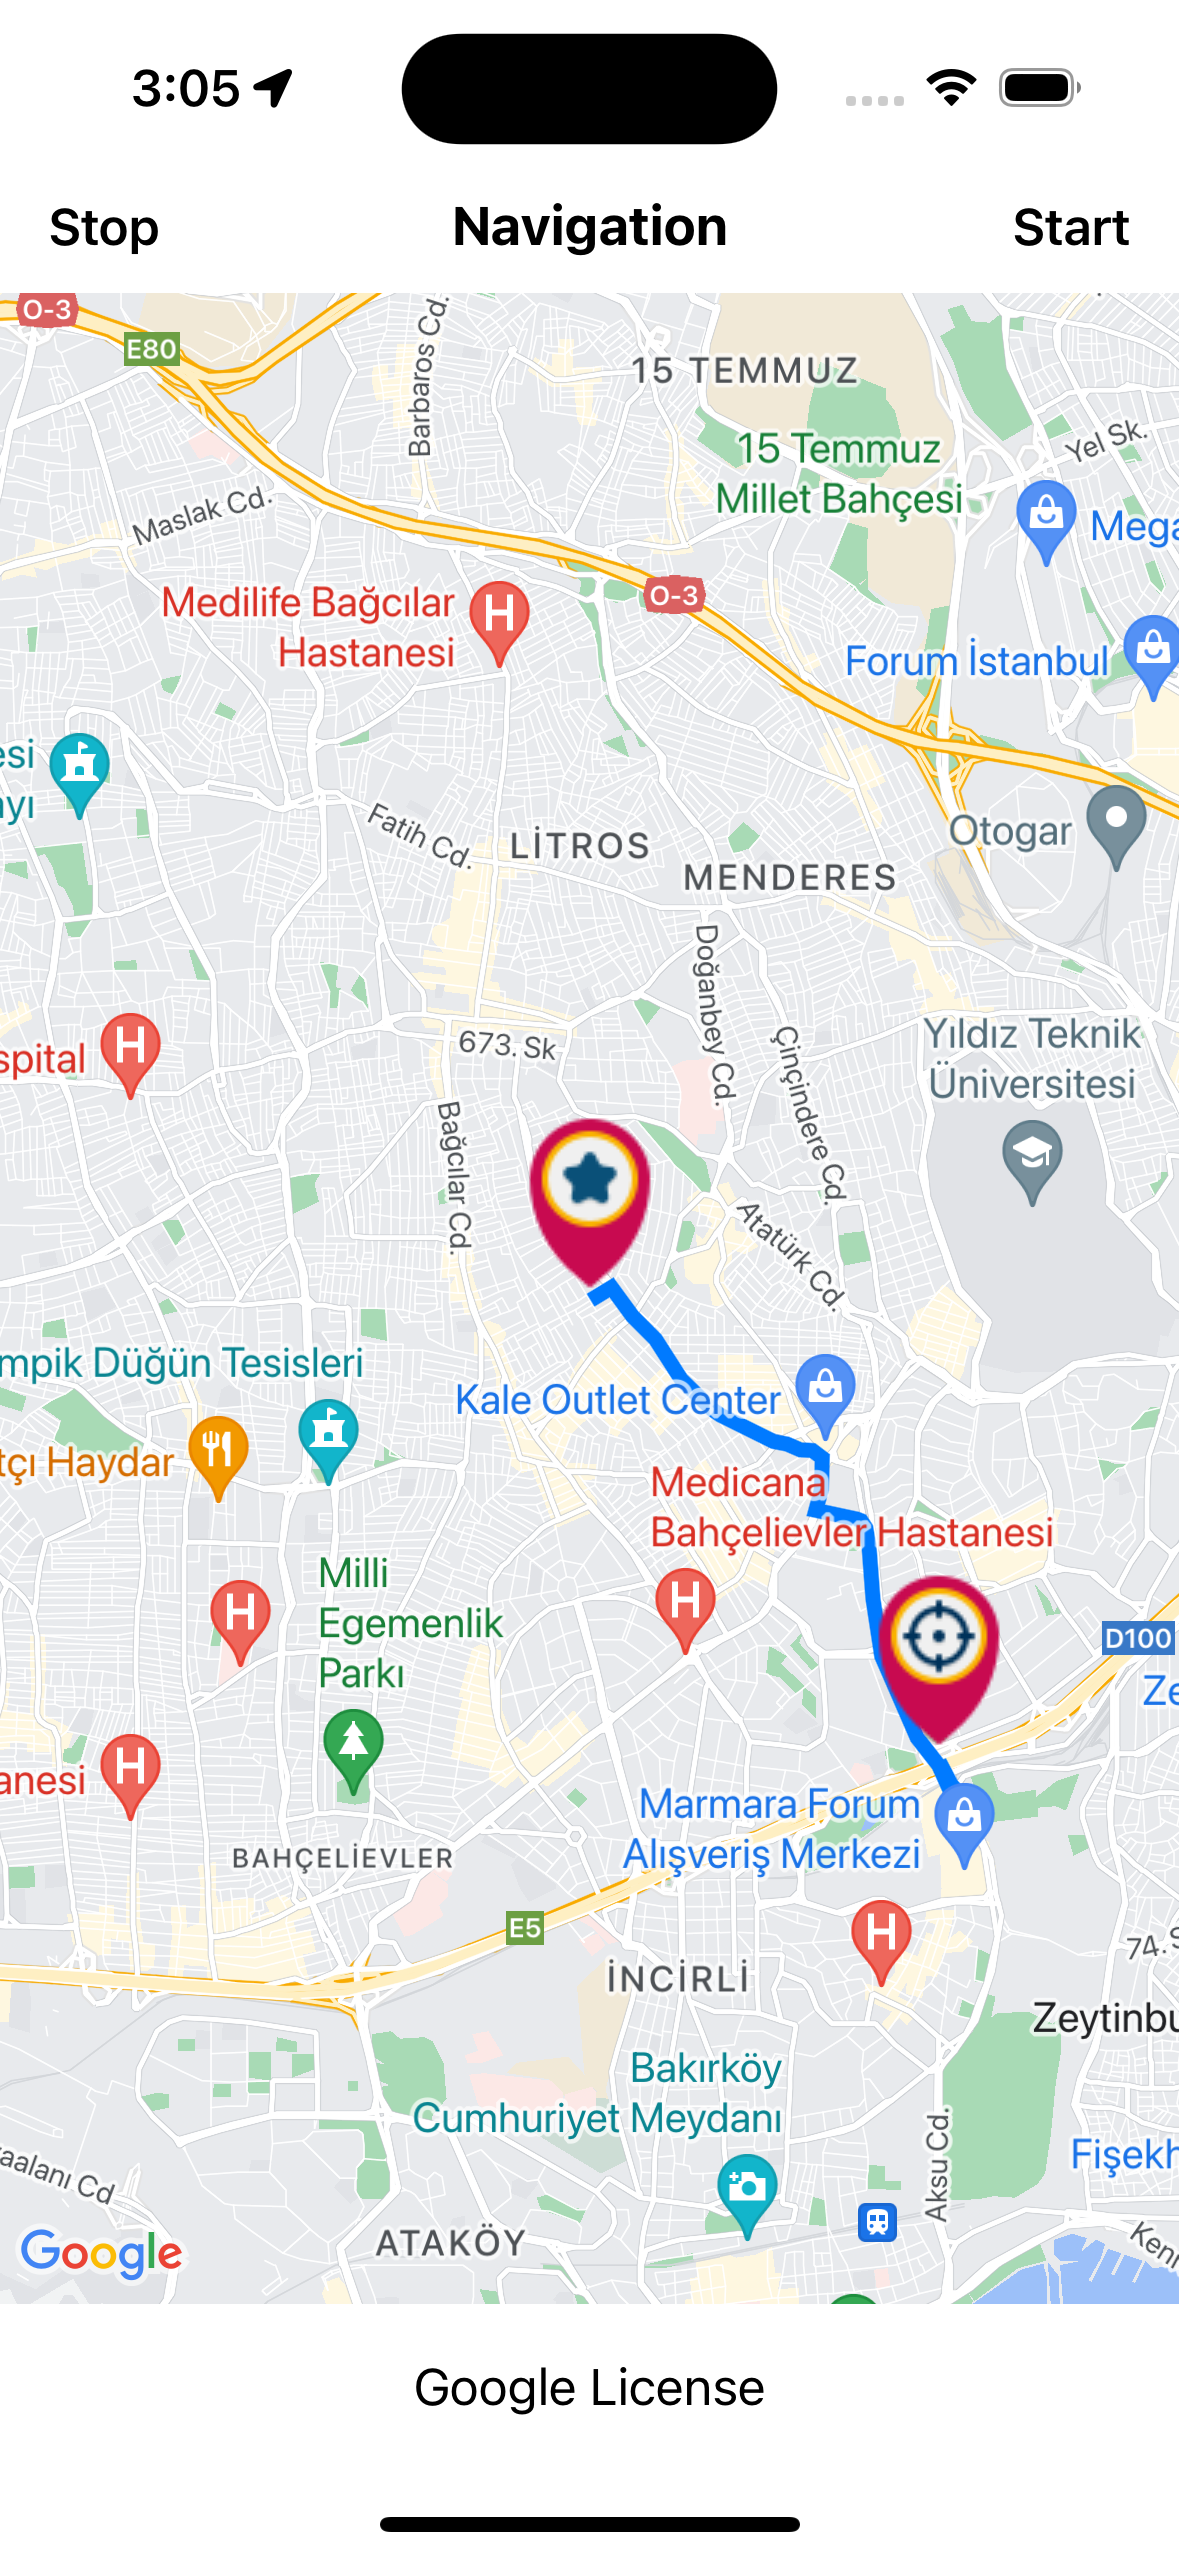 3:05
Stop
Navigation
Start
O-3
E80
Barbaros Cd.
15 TEMMUZ
15 Temmuz
Millet Bahçesi
Yel Sk.
Maslak Cd.
Mega
Medilife Bağcılar
Hastanesi
H
O-3
Forum İstanbul
esi
ayı
Fatih Cd.
LİTROS
MENDERES
Otogar
Doğanbey Cd.
Çinçindere Cd.
673. Sk
Yıldız Teknik
Üniversitesi
spital
H
Bağcılar Cd.
Atatürk Cd.
mpik Düğün Tesisleri
Kale Outlet Center
tçı Haydar
Medicana
Bahçelievler Hastanesi
H
Milli
Egemenlik
Parkı
H
D100
Ze
anesi
H
Marmara Forum
Alışveriş Merkezi
BAHÇELİEVLER
E5
H
74. S
İNCİRLİ
Zeytinbu
Bakırköy
Cumhuriyet Meydanı
Aksu Cd.
Fişekh
aalanı Cd
Kenn
Google
ATAKÖY
Google License